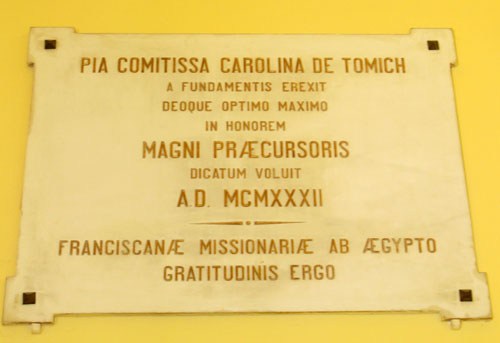 PIA COMITISSA CAROLINA DE TOMICH
A FUNDAMENTIS EREXIT
DEOQUE OPTIMO MAXIMO
IN HONOREM
MAGNI PRÆCURSORIS
DICATUM VOLUIT
A.D. MCMXXXII
FRANCISCANÆ MISSIONARIÆ AB ÆGYPTO
GRATITUDINIS ERGO